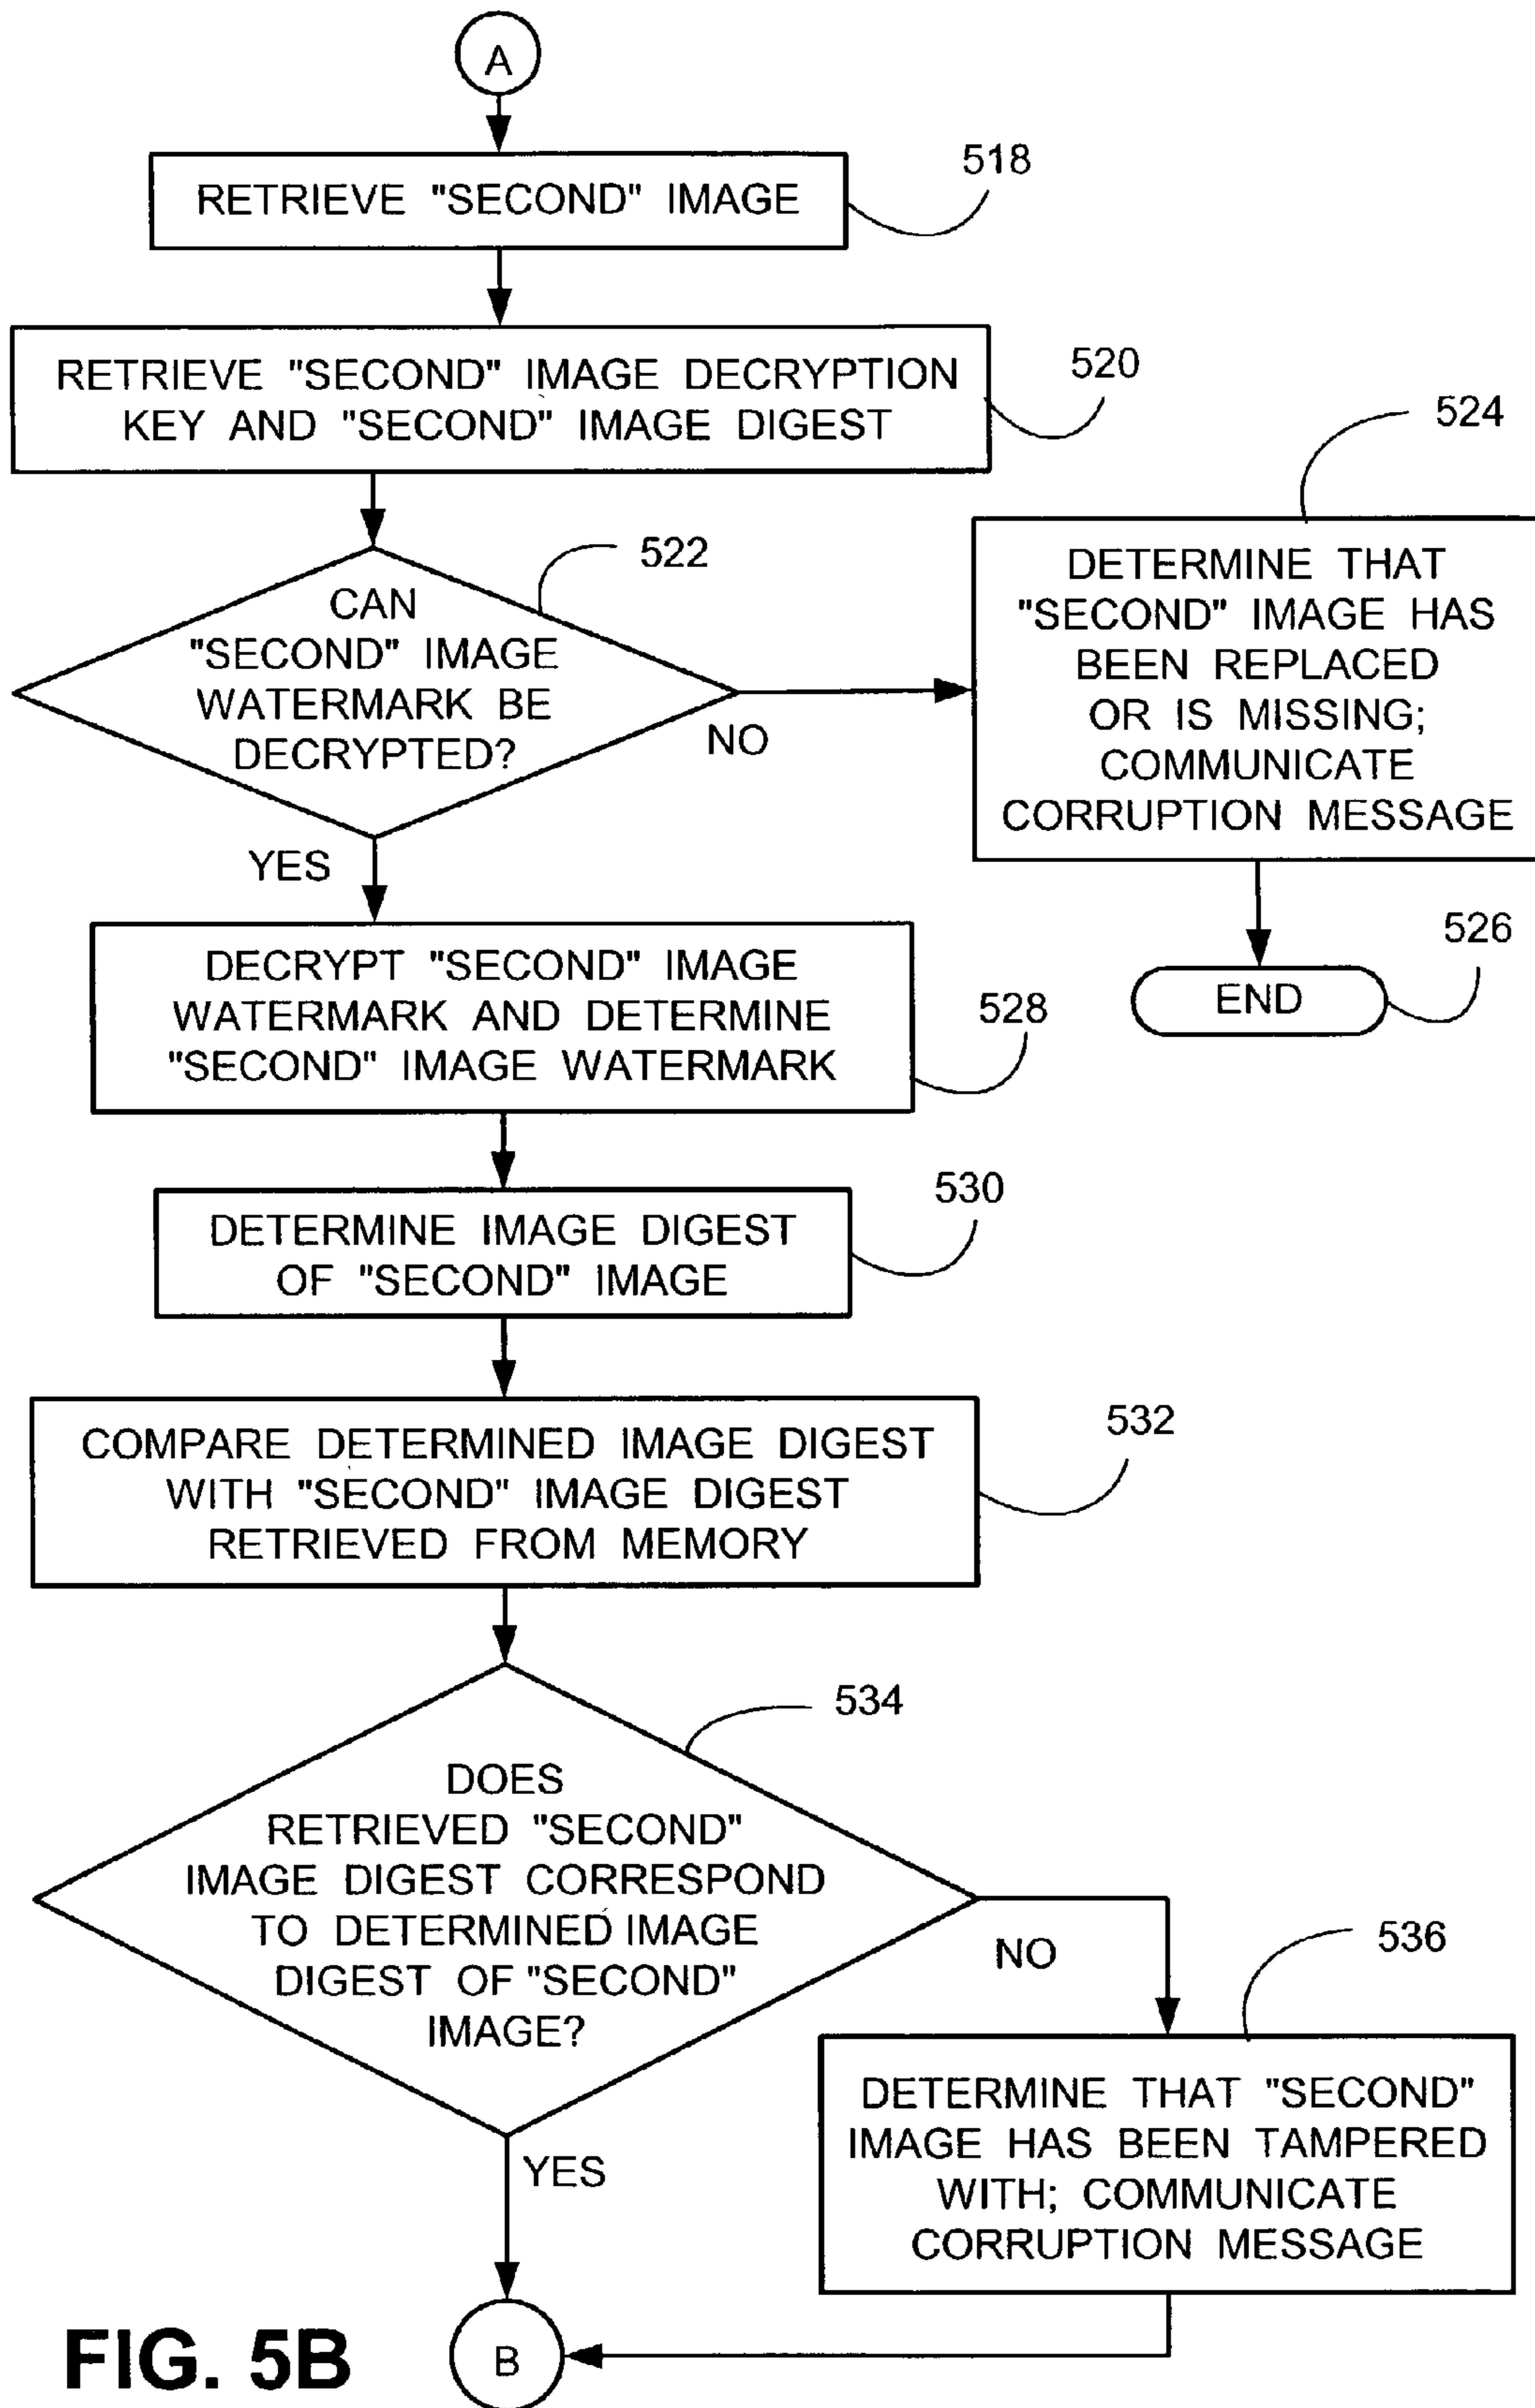 A
RETRIEVE "SECOND" IMAGE
518
RETRIEVE "SECOND" IMAGE DECRYPTION
KEY AND "SECOND" IMAGE DIGEST
520
CAN
"SECOND" IMAGE
WATERMARK BE
DECRYPTED?
522
NO
YES
524
DETERMINE THAT
"SECOND" IMAGE HAS
BEEN REPLACED
OR IS MISSING;
COMMUNICATE
CORRUPTION MESSAGE
526
END
DECRYPT "SECOND" IMAGE
WATERMARK AND DETERMINE
"SECOND" IMAGE WATERMARK
528
DETERMINE IMAGE DIGEST
OF "SECOND" IMAGE
530
COMPARE DETERMINED IMAGE DIGEST
WITH "SECOND" IMAGE DIGEST
RETRIEVED FROM MEMORY
532
DOES
RETRIEVED "SECOND"
IMAGE DIGEST CORRESPOND
TO DETERMINED IMAGE
DIGEST OF "SECOND"
IMAGE?
534
NO
YES
536
DETERMINE THAT "SECOND"
IMAGE HAS BEEN TAMPERED
WITH; COMMUNICATE
CORRUPTION MESSAGE
B
FIG. 5B